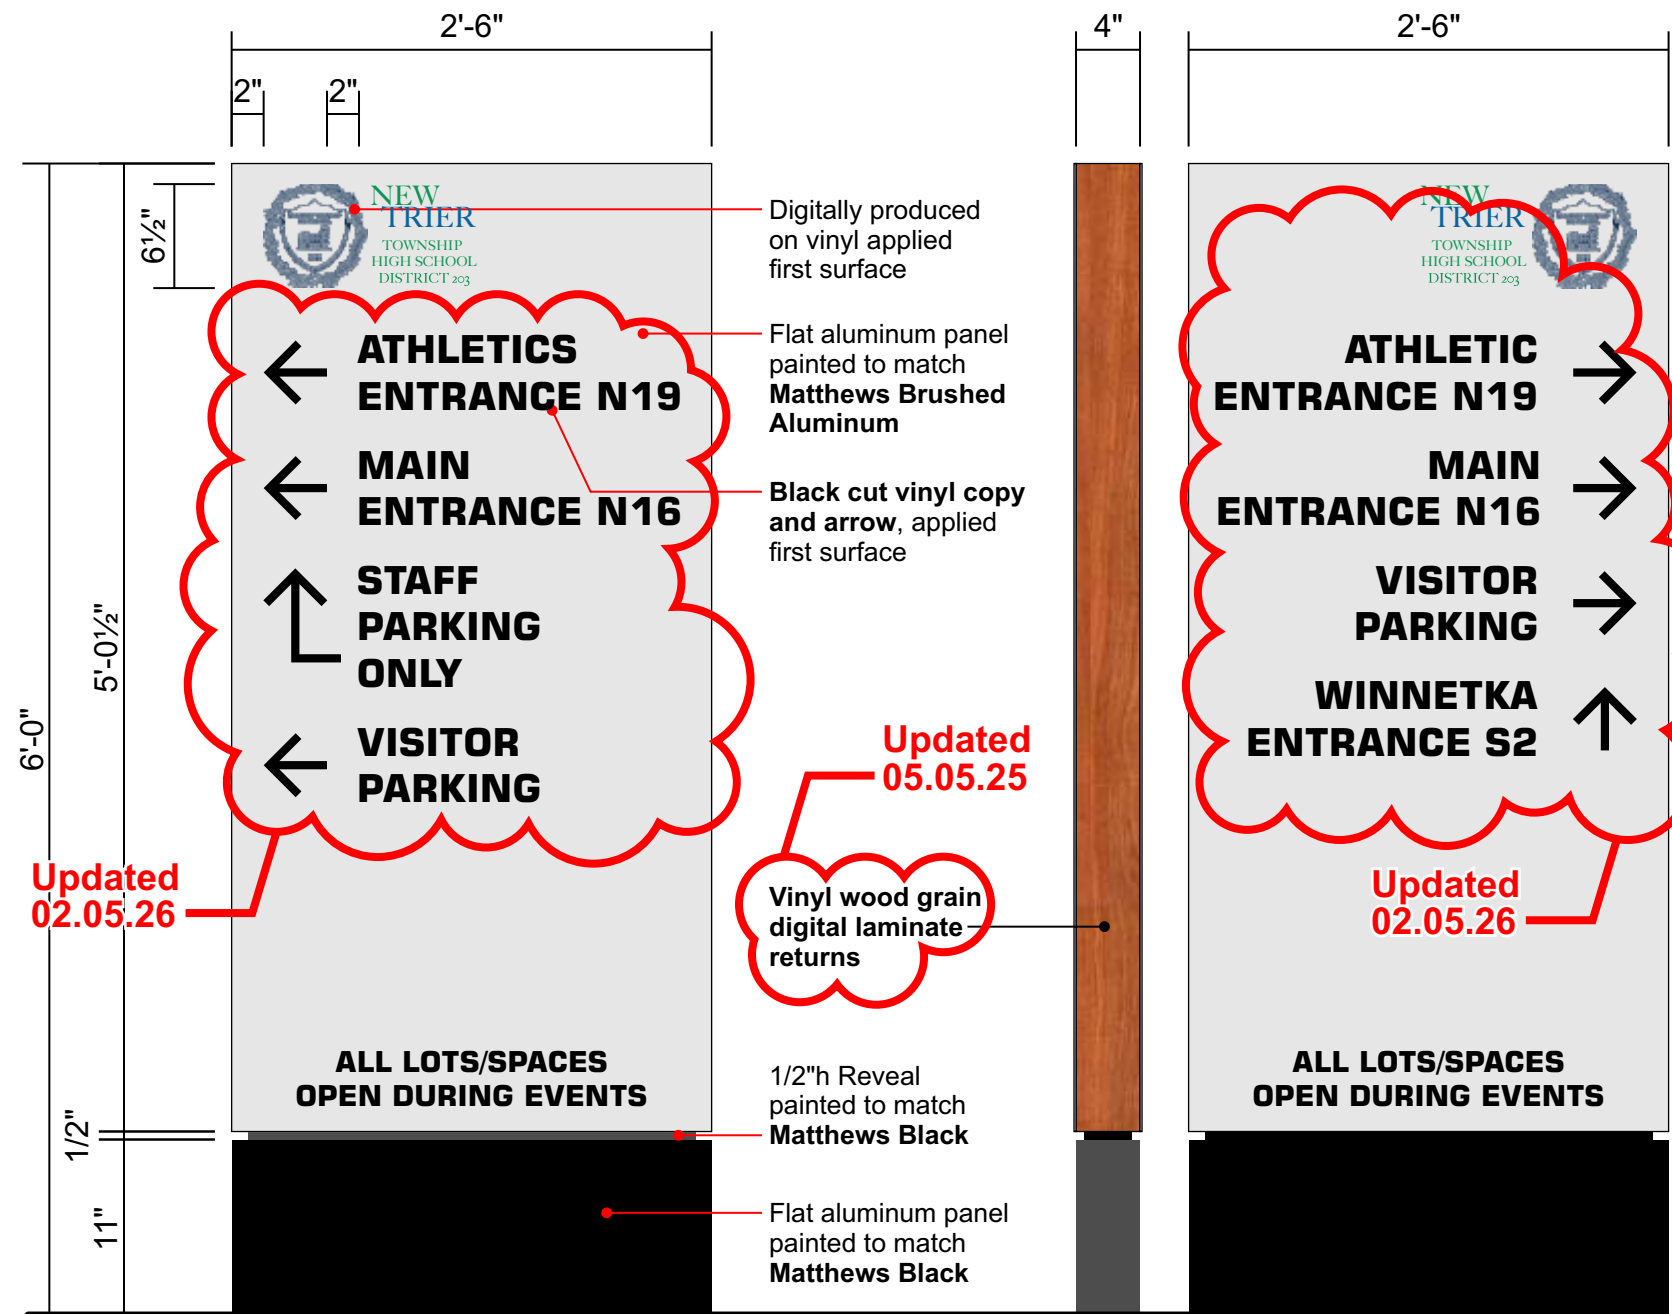 2'-6"
4"
2'-6"
2"
2"
6½"
5'-0½"
6'-0"
1/2"
11"
NEW
TRIER
TOWNSHIP
HIGH SCHOOL
DISTRICT 203
ATHLETICS
ENTRANCE N19
MAIN
ENTRANCE N16
STAFF
PARKING
ONLY
VISITOR
PARKING
Updated
02.05.26
ALL LOTS/SPACES
OPEN DURING EVENTS
Digitally produced
on vinyl applied
first surface
Flat aluminum panel
painted to match
Matthews Brushed
Aluminum
Black cut vinyl copy
and arrow, applied
first surface
Updated
05.05.25
Vinyl wood grain
digital laminate
returns
1/2"h Reveal
painted to match
Matthews Black
Flat aluminum panel
painted to match
Matthews Black
NEW
TRIER
TOWNSHIP
HIGH SCHOOL
DISTRICT 203
ATHLETIC
ENTRANCE N19
MAIN
ENTRANCE N16
VISITOR
PARKING
WINNETKA
ENTRANCE S2
Updated
02.05.26
ALL LOTS/SPACES
OPEN DURING EVENTS